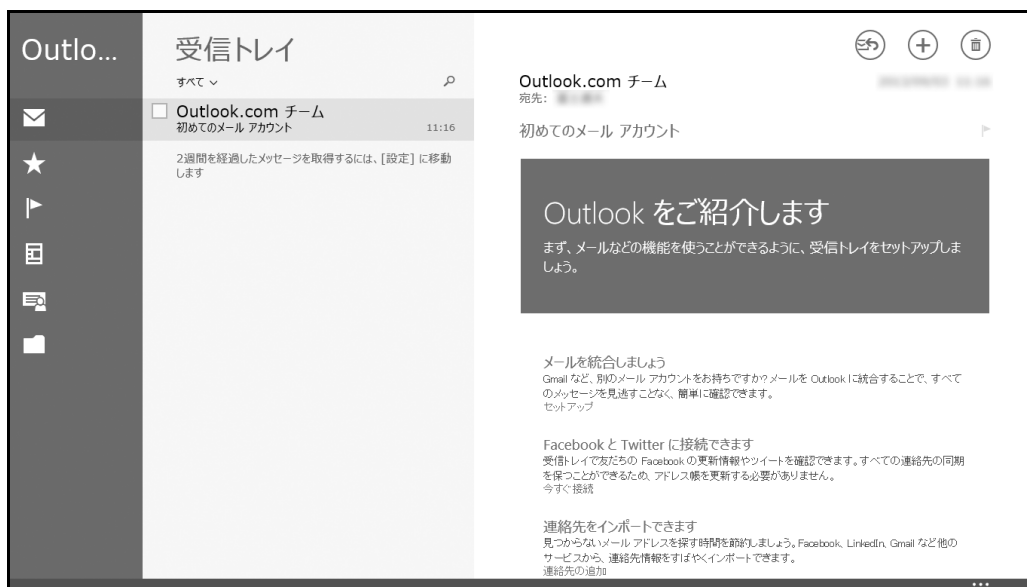 Outlo...
受信トレイ
すべて
Outlook.com チーム
初めてのメール アカウント
11:16
2週間を経過したメッセージを取得するには、[設定] に移動
します
Outlook.com チーム
宛先:
初めてのメール アカウント
Outlook をご紹介します
まず、メールなどの機能を使うことができるように、受信トレイをセットアップしま
しょう。
メールを統合しましょう
Gmail など、別のメール アカウントをお持ちですか? メールを Outlook に統合することで、すべて
のメッセージを見逃すことなく、簡単に確認できます。
セットアップ
Facebook と Twitter に接続できます
受信トレイで友だちの Facebook の更新情報やツイートを確認できます。すべての連絡先の同期
を保つことができるため、アドレス帳を更新する必要がありません。
今すぐ接続
連絡先をインポートできます
見つからないメール アドレスを探す時間を節約しましょう。Facebook、LinkedIn、Gmail など他の
サービスから、連絡先情報をすばやくインポートできます。
連絡先の追加